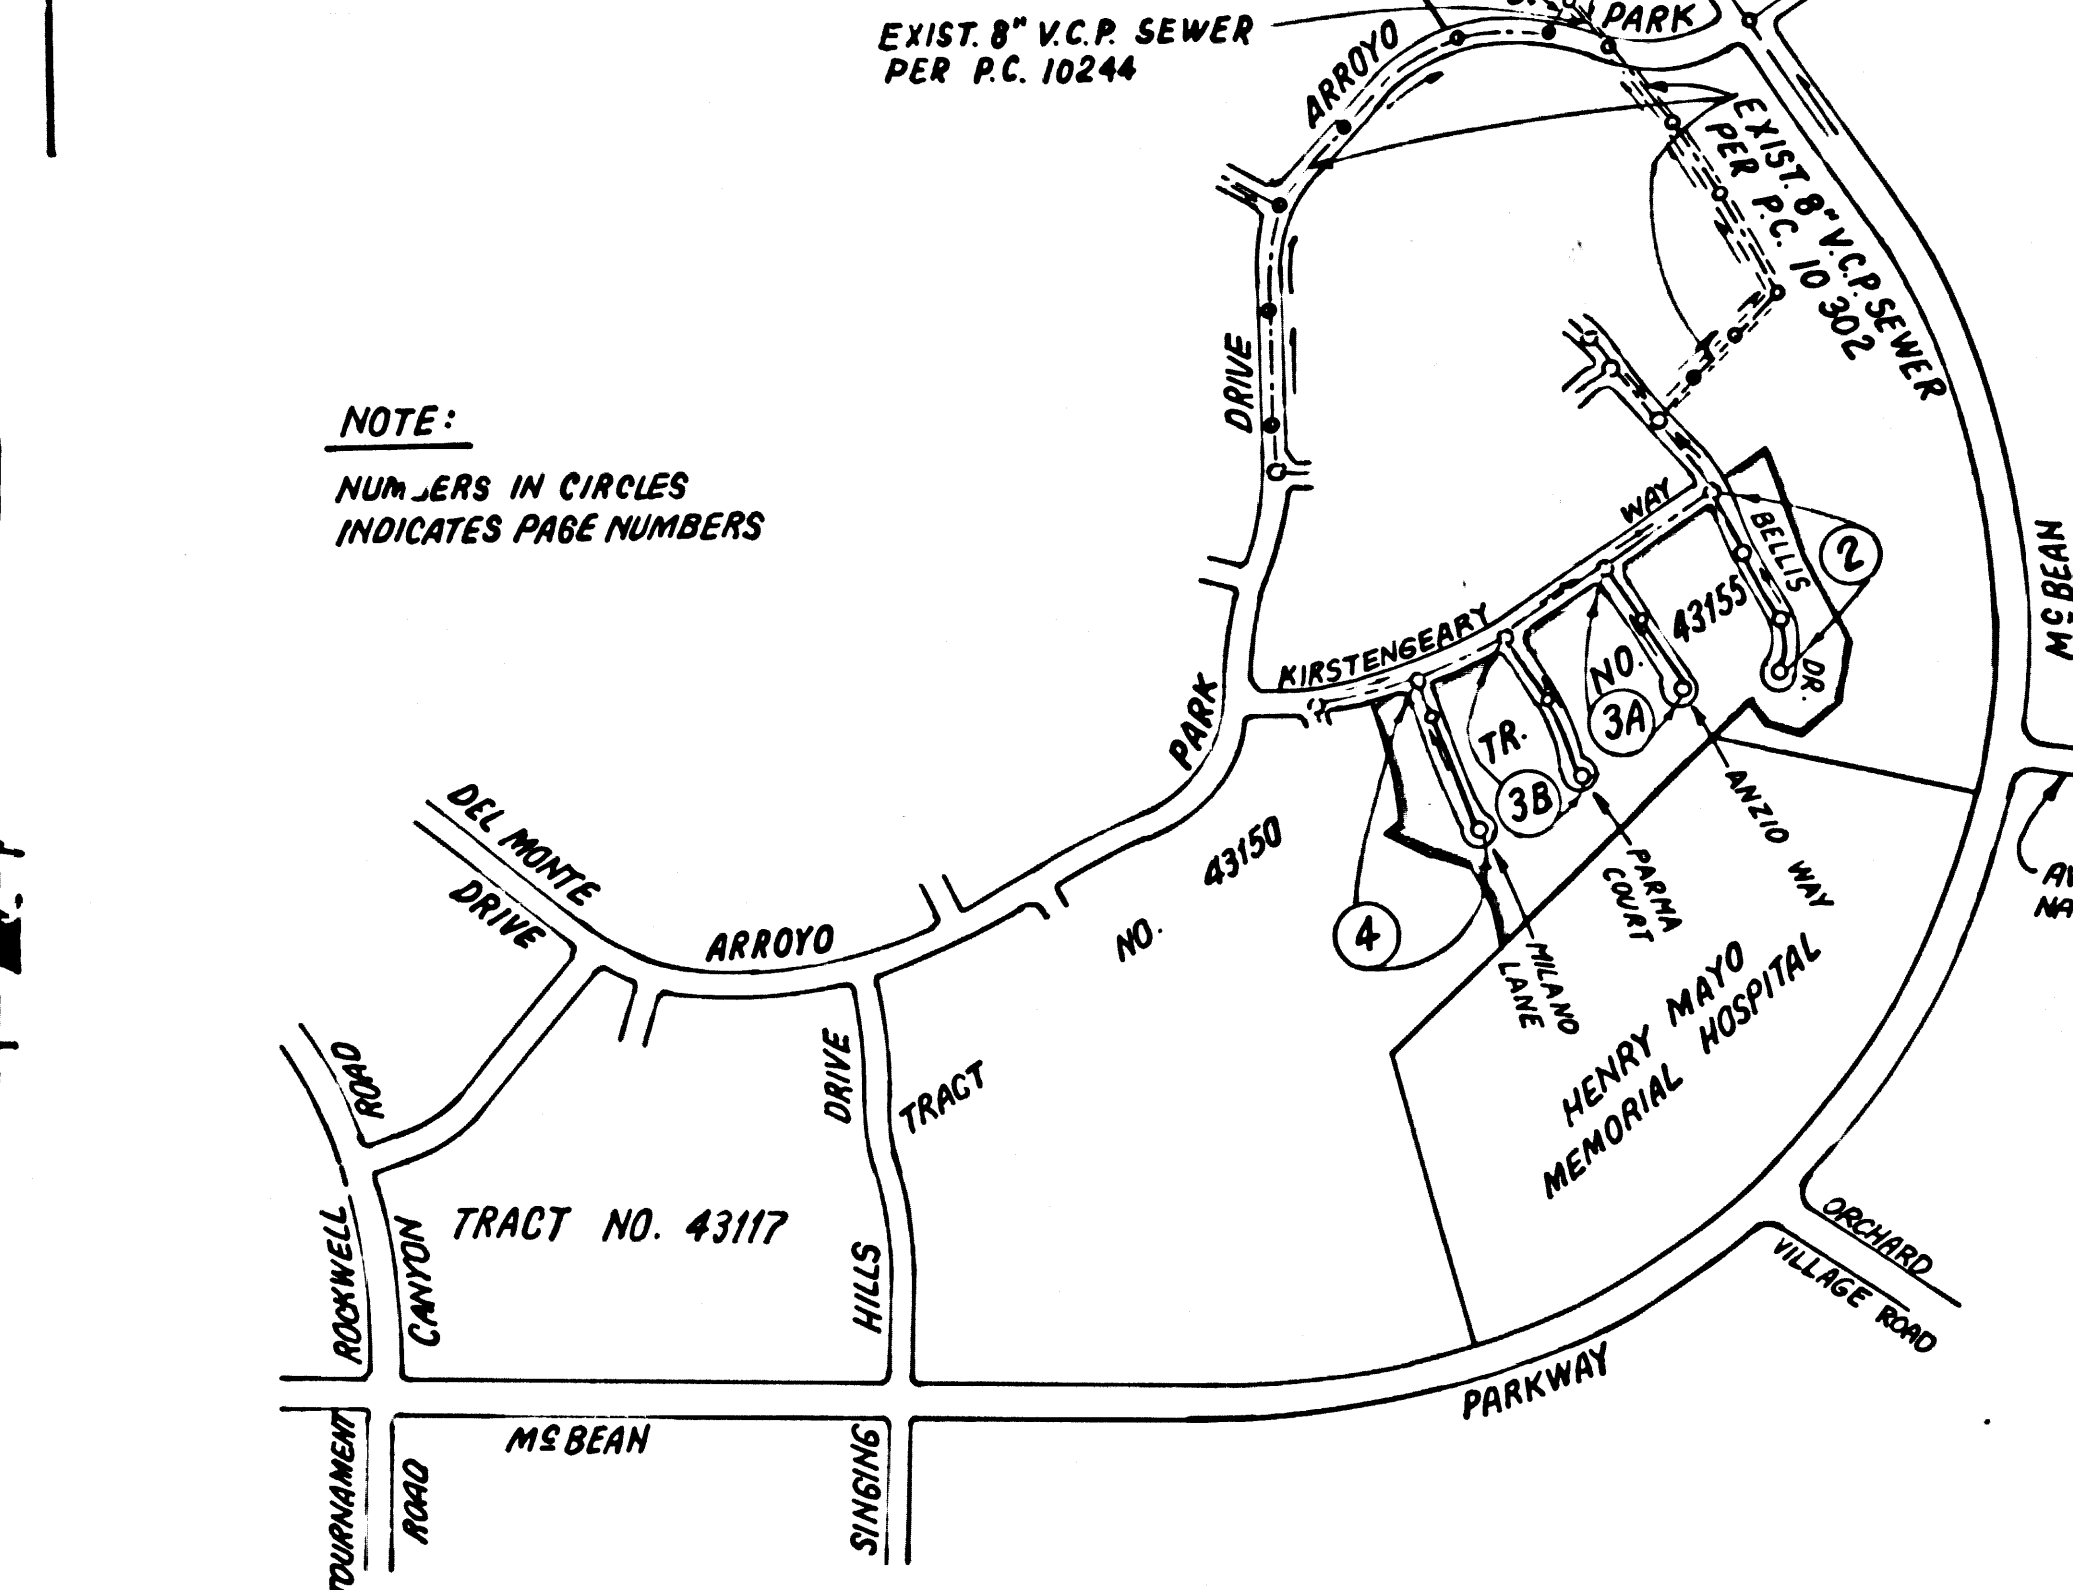 EXIST. 8" V.C.P. SEWER
PER P.C. 10244
ARROYO
PARK
EXIST. 8" V.C.P. SEWER
PER P.C. 10302
DRIVE
NOTE:
NUM ERS IN CIRCLES
INDICATES PAGE NUMBERS
WAY
BELLIS
2
McBEAN
43155
KIRSTENGEARY
NO.
DR.
3A
PARK
TR.
3B
ANZIO WAY
DEL MONTE
DRIVE
43150
PARMA
COURT
4
NO.
ARROYO
MILANO
LANE
HENRY MAYO
MEMORIAL HOSPITAL
ROAD
DRIVE
TRACT
TRACT NO. 43117
ROCKWELL
CANYON
HILLS
ORCHARD
VILLAGE ROAD
PARKWAY
McBEAN
TOURNAMENT
ROAD
SINGING